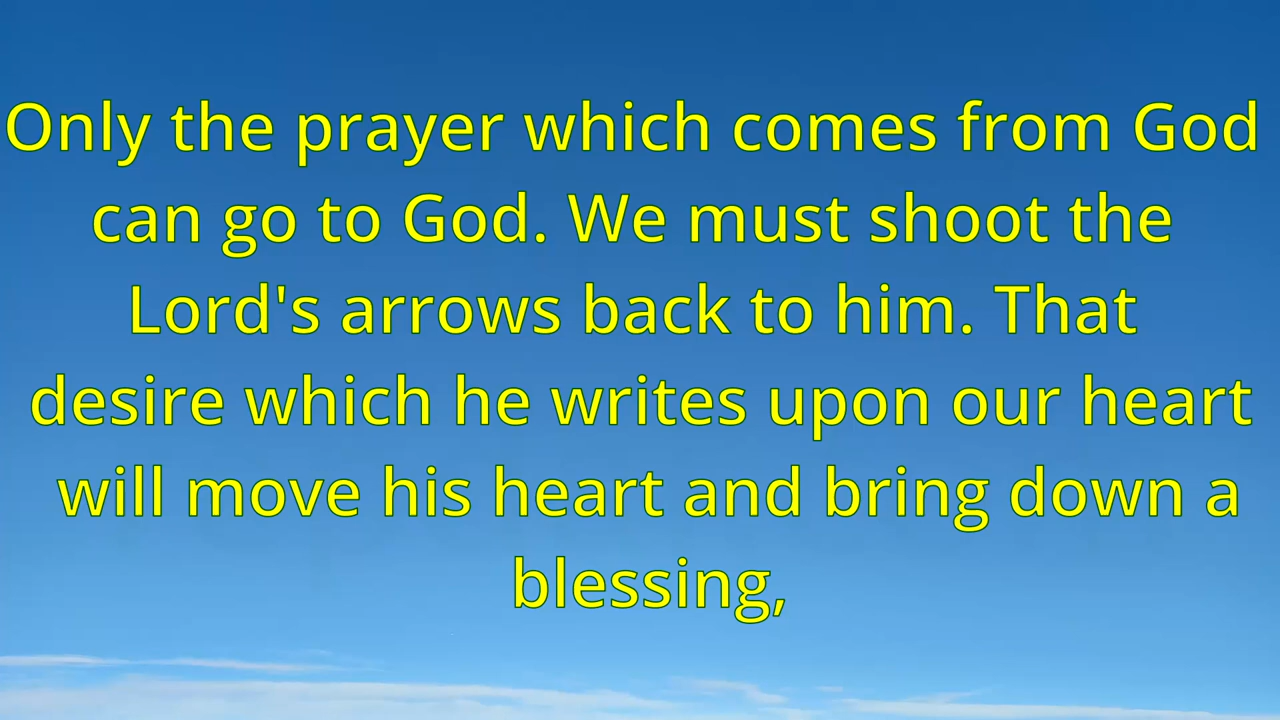 Only the prayer which comes from God
can go to God. We must shoot the
Lord's arrows back to him. That
desire which he writes upon our heart
will move his heart and bring down a
blessing,